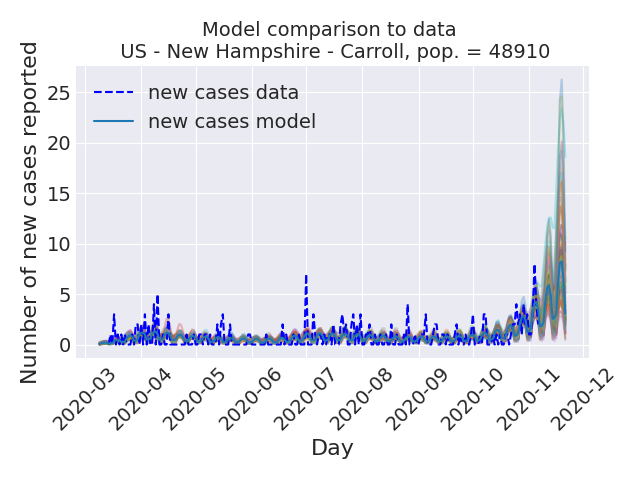 Model comparison to data
US - New Hampshire - Carroll, pop. = 48910
Number of new cases reported
25
20
15
10
5
0
new cases data
new cases model
2020-03
2020-04
2020-05
2020-06
2020-07
2020-08
2020-09
2020-10
2020-11
2020-12
Day